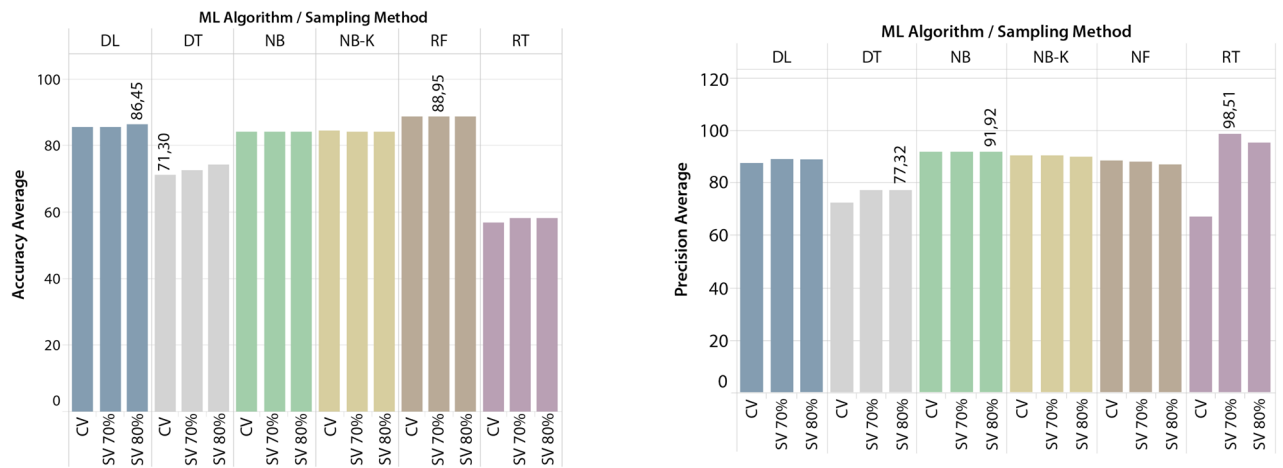 ML Algorithm / Sampling Method
DL DT NB NB-K RF RT
Accuracy Average
100
80
60
40
20
0
86,45
71,30
88,95
CV SV 70% SV 80% CV SV 70% SV 80% CV SV 70% SV 80% CV SV 70% SV 80% CV SV 70% SV 80% CV SV 70% SV 80%
ML Algorithm / Sampling Method
DL DT NB NB-K NF RT
Precision Average
120
100
80
60
40
20
0
77,32
91,92
98,51
CV SV 70% SV 80% CV SV 70% SV 80% CV SV 70% SV 80% CV SV 70% SV 80% CV SV 70% SV 80% CV SV 70% SV 80%